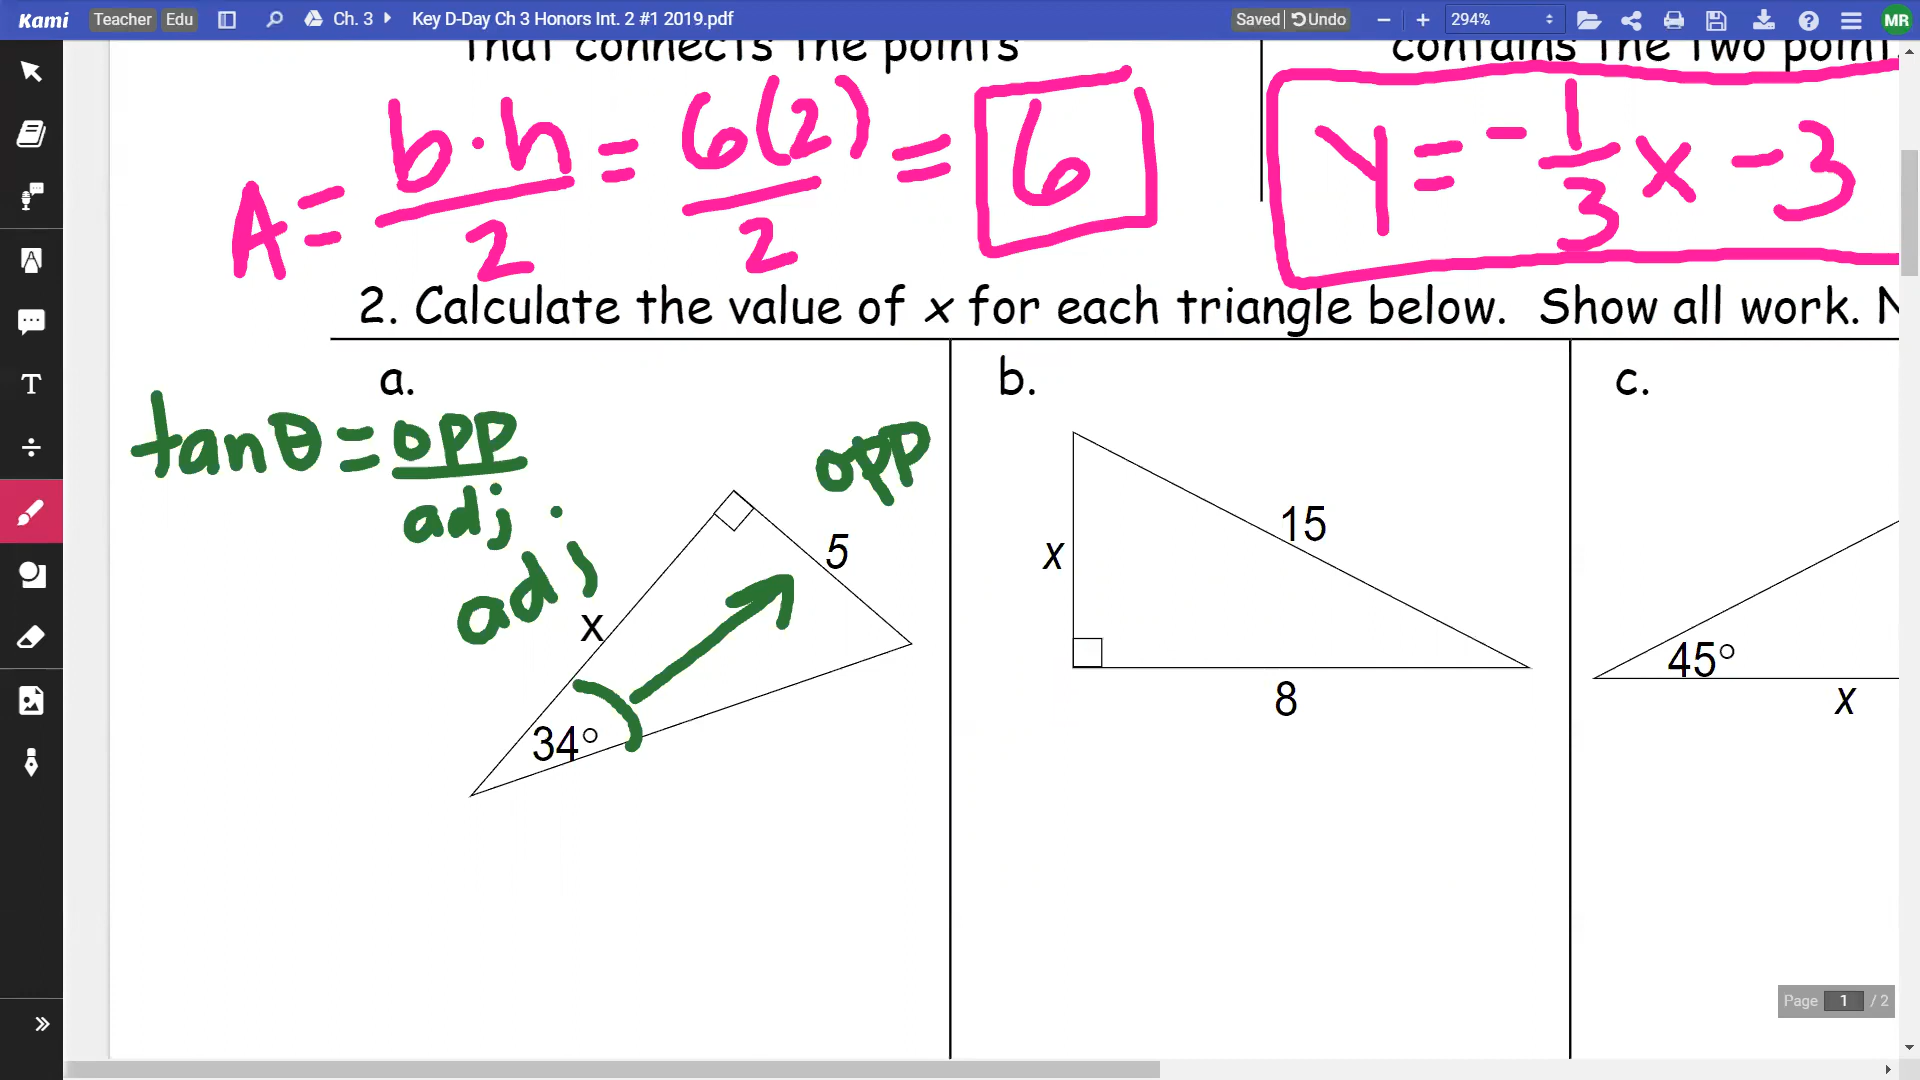 Kami Teacher Edu Ch. 3 Key D-Day Ch 3 Honors Int. 2 #1 2019.pdf Saved Undo 294% MR
that connects the points
contains the two point
A = b·h/2 = 6(2)/2 = 6
y = -1/3 x - 3
2. Calculate the value of x for each triangle below. Show all work. N
a.
tanθ = opp/adj
opp
adj
5
x
34°
b.
15
x
8
c.
45°
x
Page 1 / 2